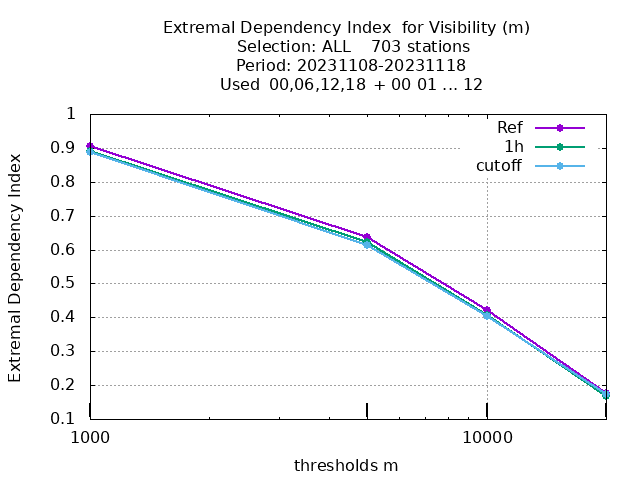 Extremal Dependency Index  for Visibility (m)
Selection: ALL    703 stations
Period: 20231108-20231118
Used  00,06,12,18  + 00 01 ... 12
Ref
1h
cutoff
1
0.9
0.8
0.7
0.6
0.5
0.4
0.3
0.2
0.1
Extremal Dependency Index
1000
10000
thresholds m